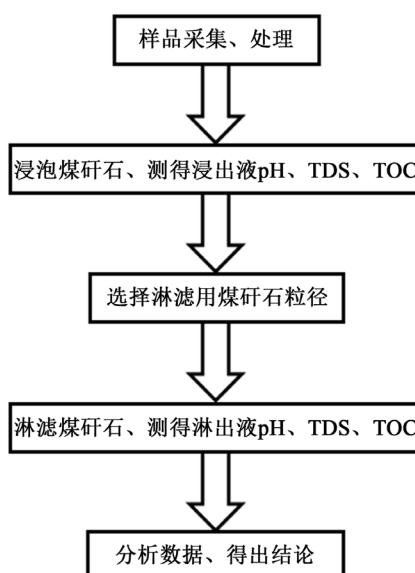 样品采集、处理
浸泡煤矸石、测得浸出液pH、TDS、TOC
选择淋滤用煤矸石粒径
淋滤煤矸石、测得淋出液pH、TDS、TOC
分析数据、得出结论